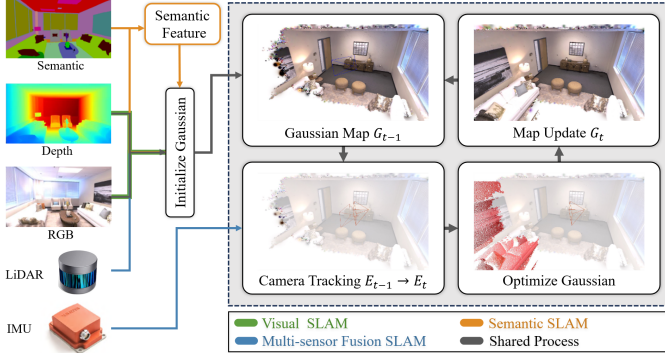 Semantic
Semantic
Feature
Depth
RGB
LiDAR
IMU
Initialize Gaussian
Gaussian Map G_{t−1}
Map Update G_t
Camera Tracking E_{t−1} → E_t
Optimize Gaussian
Visual SLAM
Semantic SLAM
Multi-sensor Fusion SLAM
Shared Process